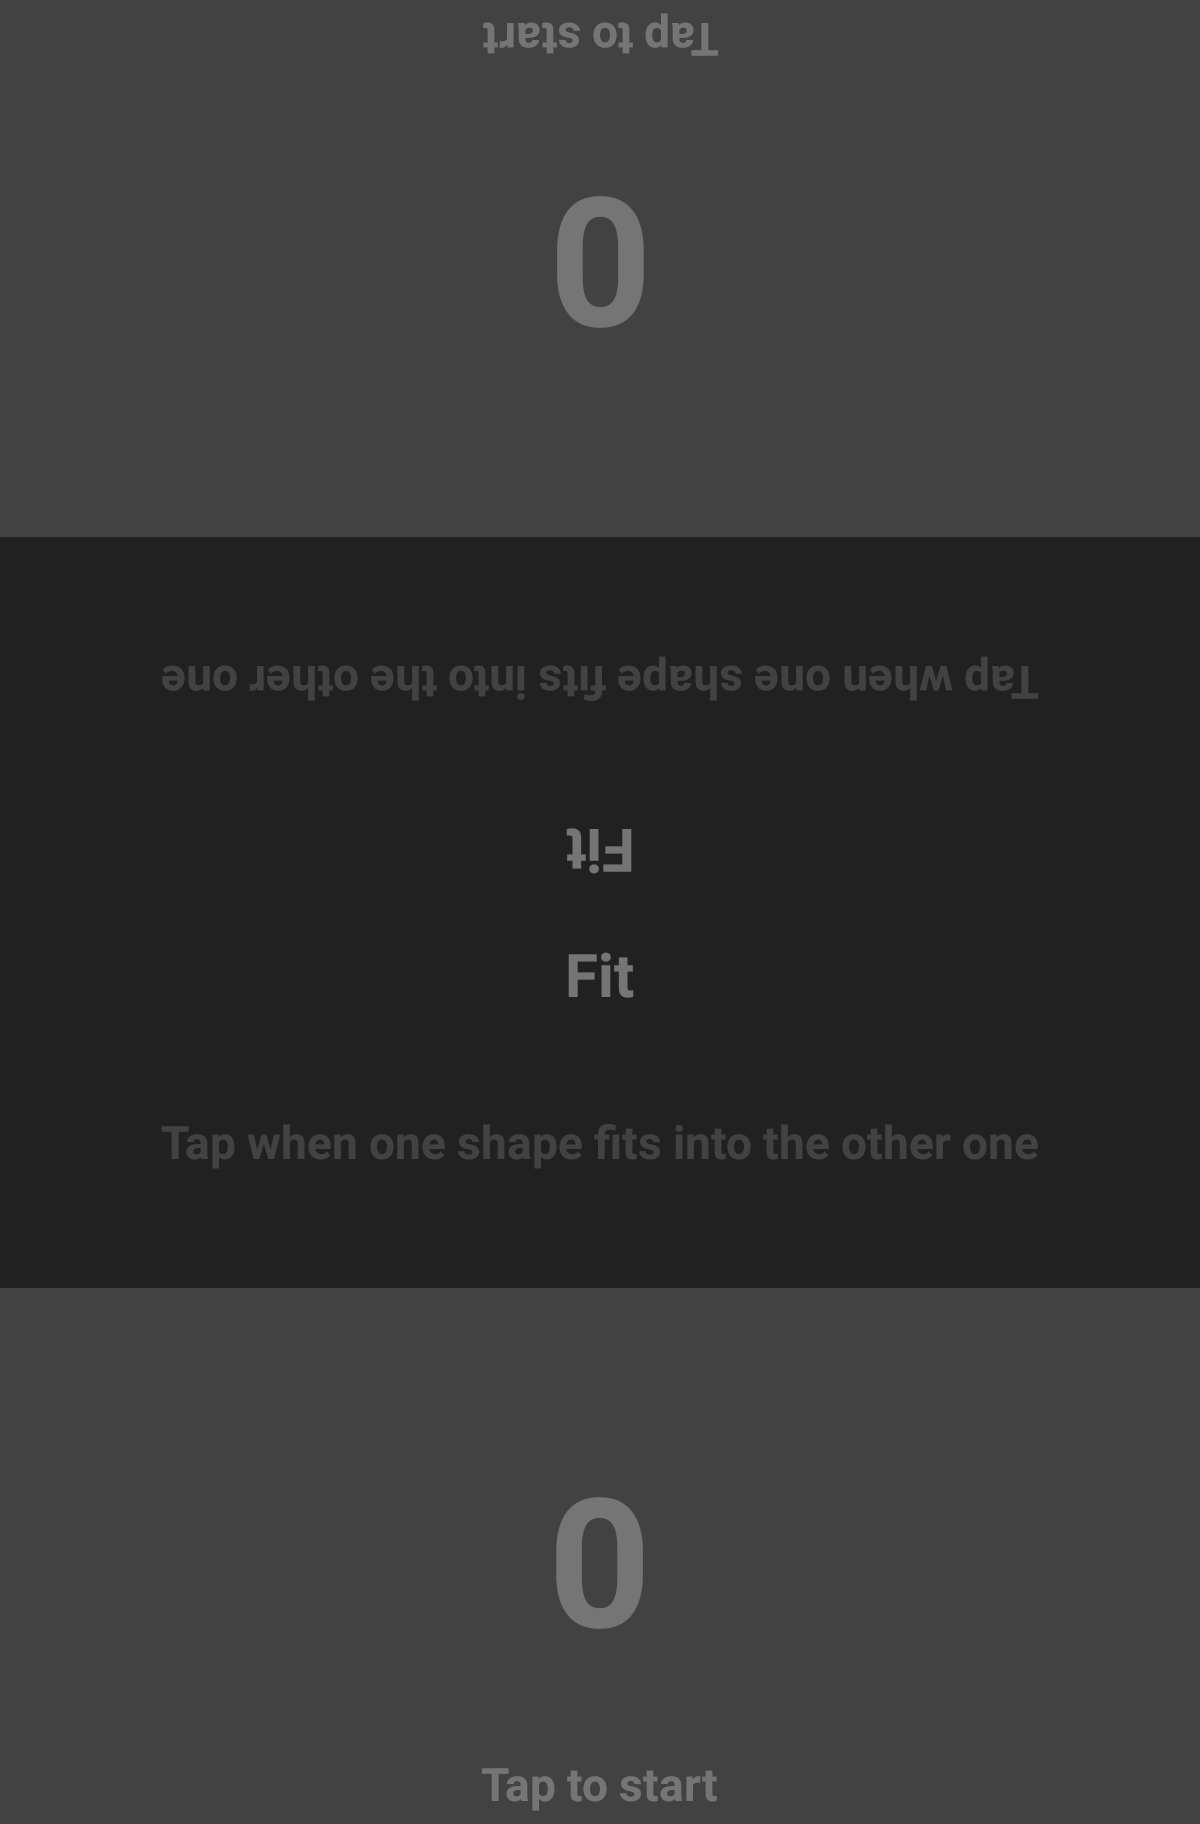 Tap to start
0
Tap when one shape fits into the other one
Fit
Fit
Tap when one shape fits into the other one
0
Tap to start